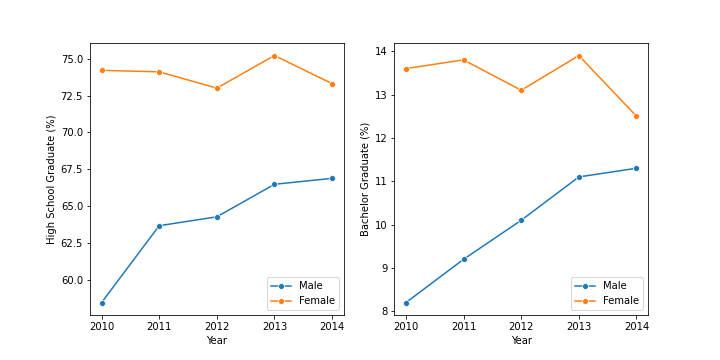 High School Graduate (%)
75.0
72.5
70.0
67.5
65.0
62.5
60.0
2010 2011 2012 2013 2014
Year
Male
Female
Bachelor Graduate (%)
14
13
12
11
10
9
8
2010 2011 2012 2013 2014
Year
Male
Female